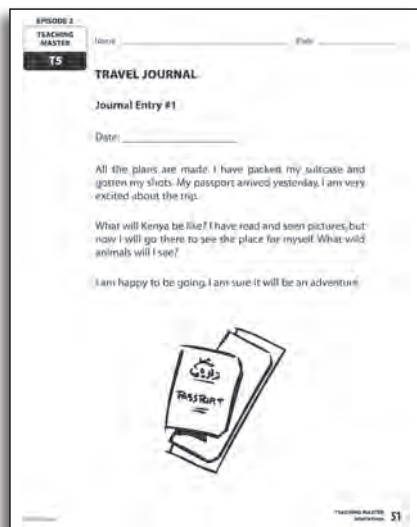 EPISODE 2
TEACHING
MASTER
T5
Name
Date
TRAVEL JOURNAL
Journal Entry #1
Date:
All the plans are made. I have packed my suitcase and
gotten my shots. My passport arrived yesterday. I am very
excited about the trip.
What will Kenya be like? I have read and seen pictures, but
now I will go there to see the place for myself. What wild
animals will I see?
I am happy to be going. I am sure it will be an adventure.
PASSPORT
TEACHING MASTER
51